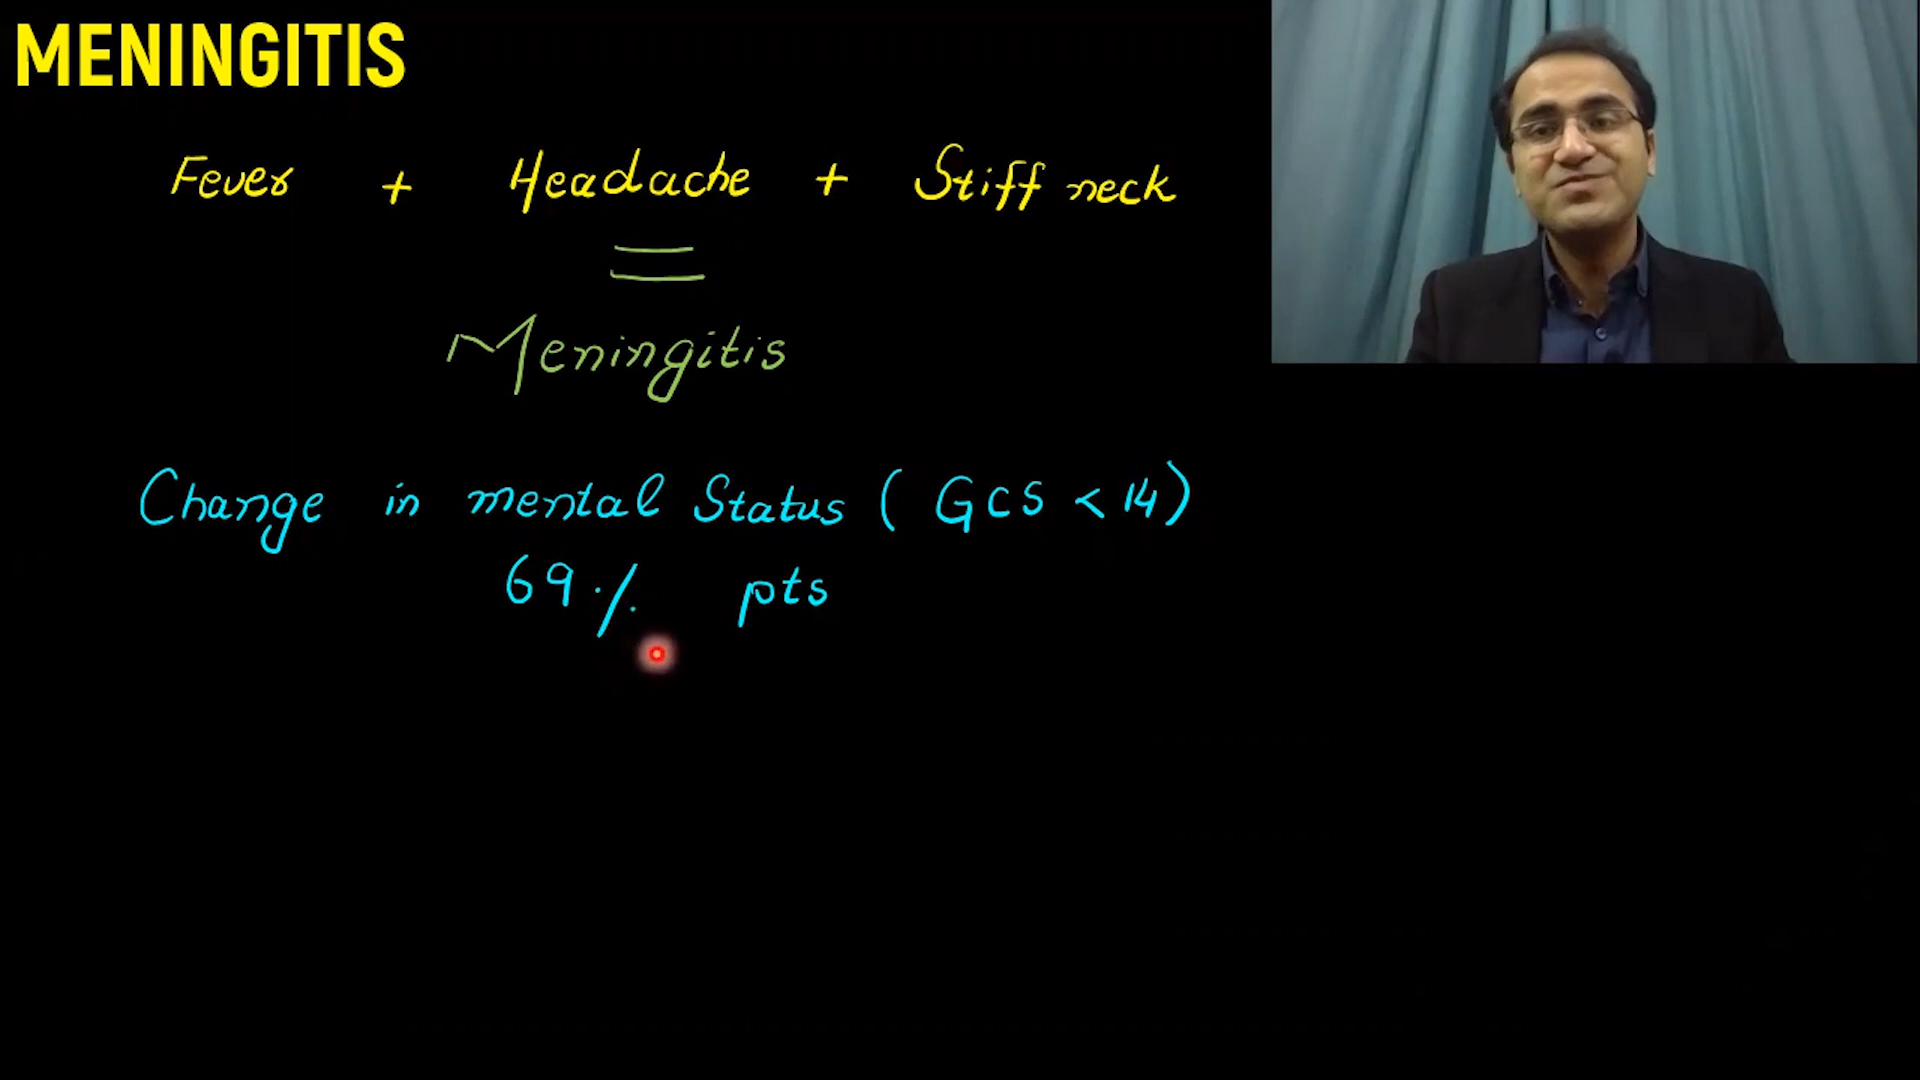 MENINGITIS
Fever + Headache + Stiff neck
=
Meningitis
Change in mental Status ( GCS < 14)
69 % pts